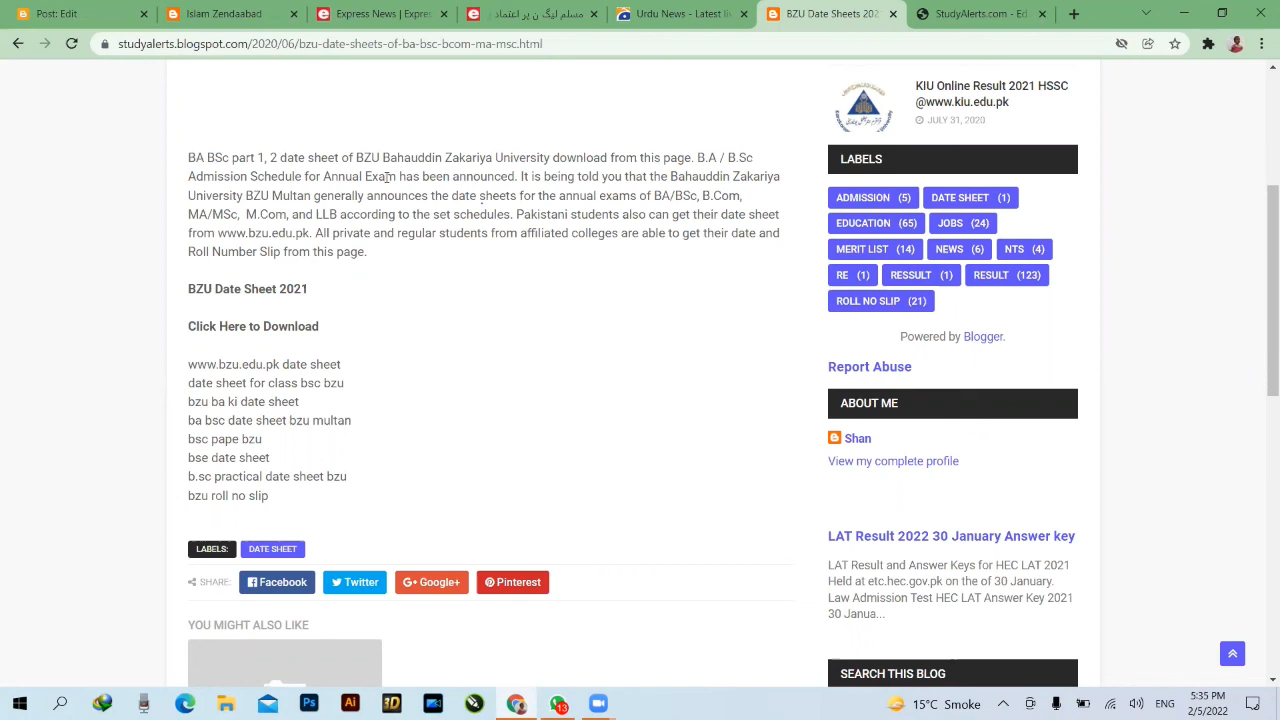 Post - Edit
Express
مسلم لیگ ن پر اعتماد
Urdu News - Latest
BZU Date
StudyAlerts.com - Ed
studyalerts.blogspot.com/2020/06/bzu-date-sheets-of-ba-bsc-bcom-ma-msc.html
BA BSc part 1, 2 date sheet of BZU Bahauddin Zakariya University download from this page. B.A / B.Sc
Admission Schedule for Annual Exam has been announced. It is being told you that the Bahauddin Zakariya
University BZU Multan generally announces the date sheets for the annual exams of BA/BSc, B.Com,
MA/MSc,  M.Com, and LLB according to the set schedules. Pakistani students also can get their date sheet
from www.bzu.edu.pk. All private and regular students from affiliated colleges are able to get their date and
Roll Number Slip from this page.
BZU Date Sheet 2021
Click Here to Download
www.bzu.edu.pk date sheet
date sheet for class bsc bzu
bzu ba ki date sheet
ba bsc date sheet bzu multan
bsc pape bzu
bse date sheet
b.sc practical date sheet bzu
bzu roll no slip
LABELS: DATE SHEET
SHARE: Facebook Twitter Google+ Pinterest
YOU MIGHT ALSO LIKE
KIU Online Result 2021 HSSC
@www.kiu.edu.pk
JULY 31, 2020
LABELS
ADMISSION (5) DATE SHEET (1)
EDUCATION (65) JOBS (24)
MERIT LIST (14) NEWS (6) NTS (4)
RE (1) RESSULT (1) RESULT (123)
ROLL NO SLIP (21)
Powered by Blogger.
Report Abuse
ABOUT ME
Shan
View my complete profile
LAT Result 2022 30 January Answer key
LAT Result and Answer Keys for HEC LAT 2021
Held at etc.hec.gov.pk on the of 30 January.
Law Admission Test HEC LAT Answer Key 2021
30 Janua...
SEARCH THIS BLOG
Ps Ai 3D 13
5:35 PM
2/5/2022